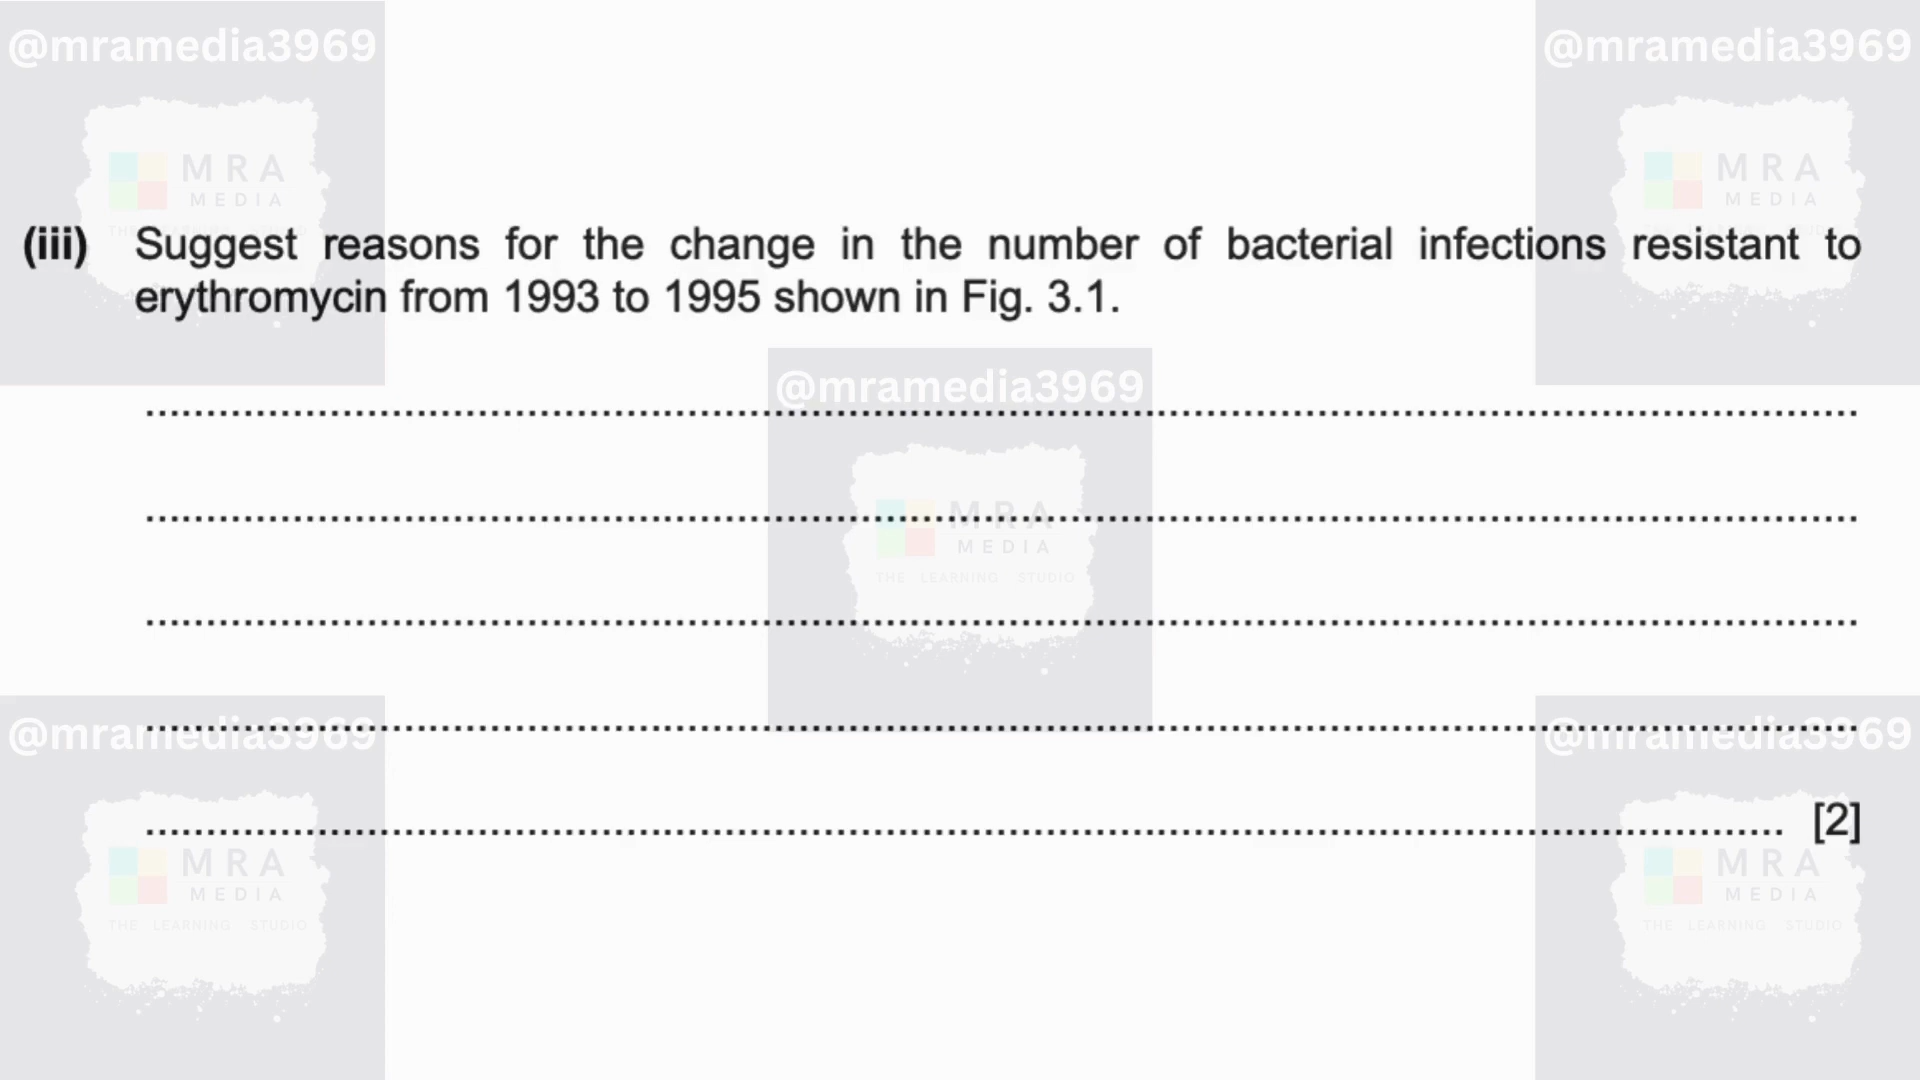 @mramedia3969
@mramedia3969
MRA
MEDIA
MRA
MEDIA
(iii) Suggest reasons for the change in the number of bacterial infections resistant to
erythromycin from 1993 to 1995 shown in Fig. 3.1.
@mramedia3969
MRA
MEDIA
THE LEARNING STUDIO
@mramedia3969
@mramedia3969
[2]
MRA
MEDIA
THE LEARNING STUDIO
MRA
MEDIA
THE LEARNING STUDIO